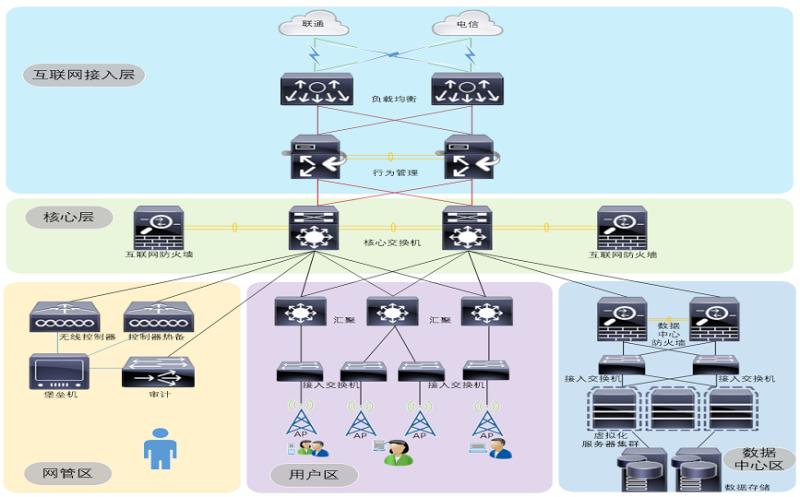 联通
电信
互联网接入层
负载均衡
行为管理
核心层
互联网防火墙
核心交换机
互联网防火墙
无线控制器
控制器热备
堡垒机
审计
网管区
汇聚
汇聚
接入交换机
接入交换机
AP
AP
AP
AP
用户区
数据
中心
防火墙
接入交换机
接入交换机
虚拟化
服务器集群
数据
中心区
数据存储